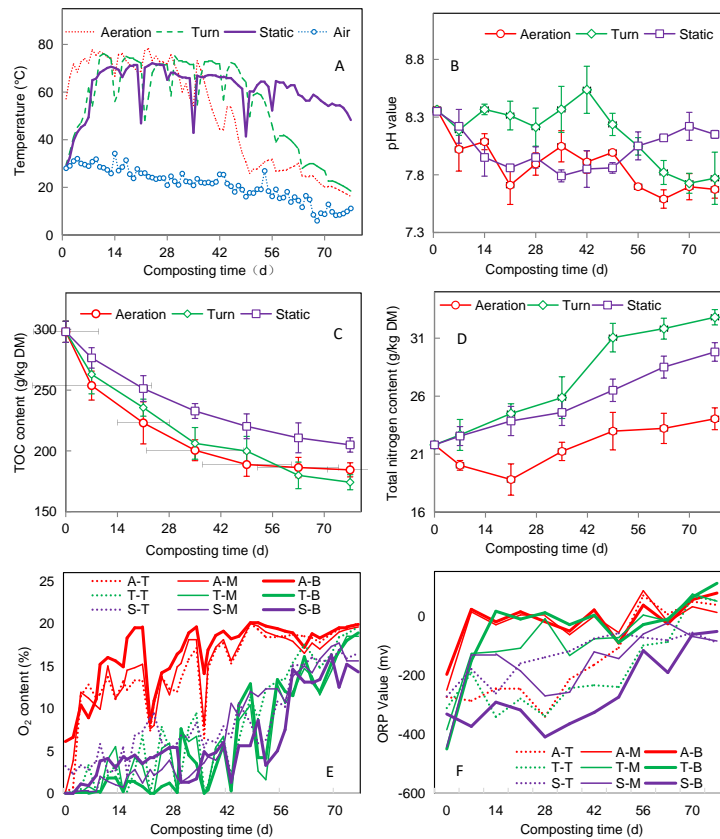 Aeration Turn Static Air
A
Temperature (°C)
100
80
60
40
20
0
0 14 28 42 56 70
Composting time（d）
Aeration Turn Static
B
pH value
8.8
8.3
7.8
7.3
0 14 28 42 56 70
Composting time (d)
Aeration Turn Static
C
TOC content (g/kg DM)
300
250
200
150
0 14 28 42 56 70
Composting time (d)
Aeration Turn Static
D
Total nitrogen content (g/kg DM)
36
31
26
21
16
0 14 28 42 56 70
Composting time (d)
A-T A-M A-B
T-T T-M T-B
S-T S-M S-B
E
O2 content (%)
25
20
15
10
5
0
0 14 28 42 56 70
Composting time (d)
F
ORP Value (mv)
0
-200
-400
-600
A-T A-M A-B
T-T T-M T-B
S-T S-M S-B
0 14 28 42 56 70
Composting time (d)